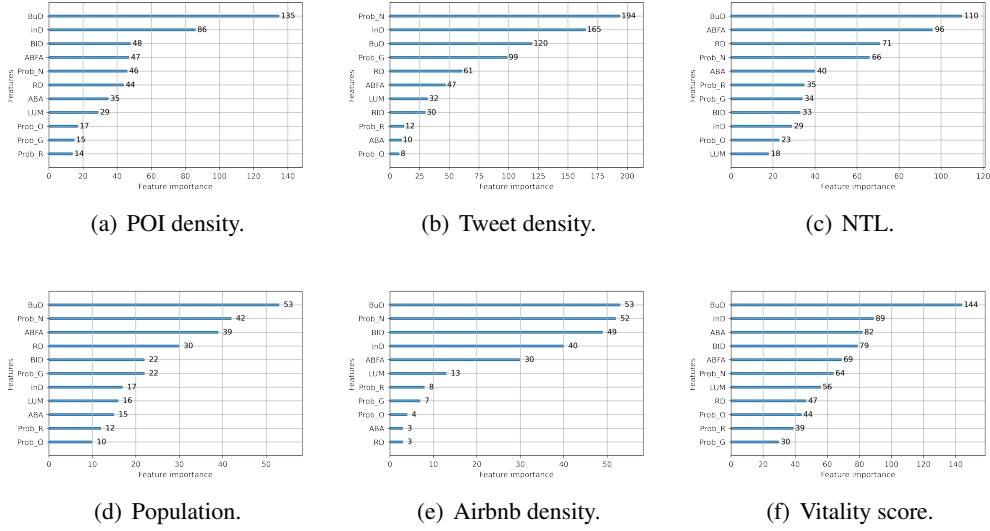 BuD 135
InD 86
BID 48
ABFA 47
Prob_N 46
RD 44
ABA 35
LUM 29
Prob_O 17
Prob_G 15
Prob_R 14
Features
0 20 40 60 80 100 120 140
Feature importance
(a) POI density.
Prob_N 194
InD 165
BuD 120
Prob_G 99
RD 61
ABFA 47
LUM 32
BID 30
Prob_R 12
ABA 10
Prob_O 8
Features
0 25 50 75 100 125 150 175 200
Feature importance
(b) Tweet density.
BuD 110
ABFA 96
RD 71
Prob_N 66
ABA 40
Prob_R 35
Prob_G 34
BID 33
InD 29
Prob_O 23
LUM 18
Features
0 20 40 60 80 100 120
Feature importance
(c) NTL.
BuD 53
Prob_N 42
ABFA 39
RD 30
BID 22
Prob_G 22
InD 17
LUM 16
ABA 15
Prob_R 12
Prob_O 10
Features
0 10 20 30 40 50
Feature importance
(d) Population.
BuD 53
Prob_N 52
BID 49
InD 40
ABFA 30
LUM 13
Prob_R 8
Prob_G 7
Prob_O 4
ABA 3
RD 3
Features
0 10 20 30 40 50
Feature importance
(e) Airbnb density.
BuD 144
InD 89
ABA 82
BID 79
ABFA 69
Prob_N 64
LUM 56
RD 47
Prob_O 44
Prob_R 39
Prob_G 30
Features
0 20 40 60 80 100 120 140
Feature importance
(f) Vitality score.